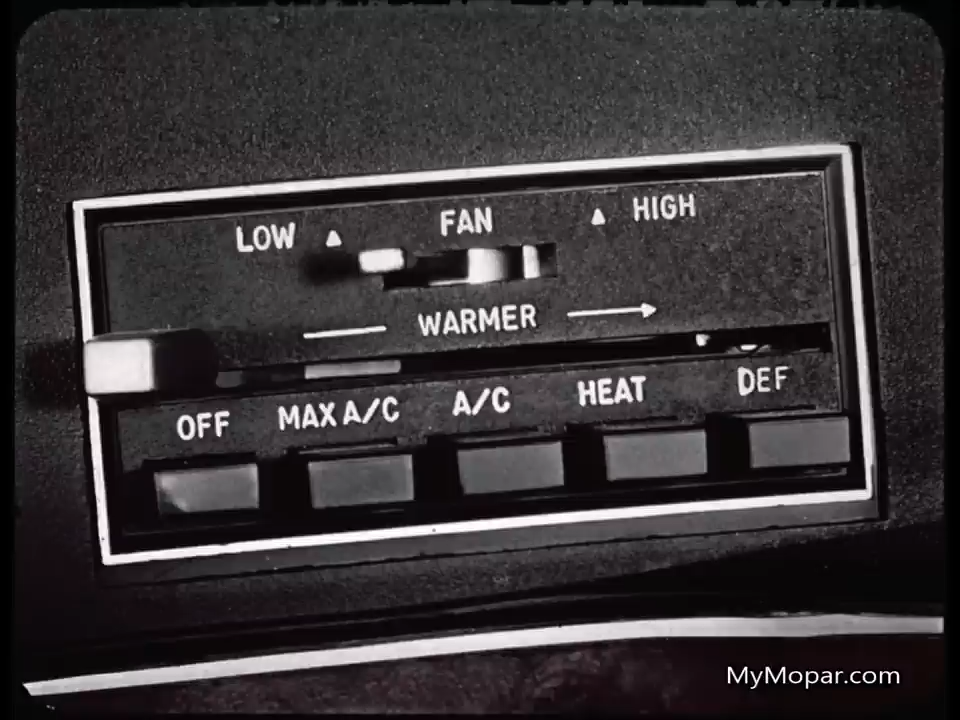 LOW ▲ FAN ▲ HIGH
WARMER
OFF MAX A/C A/C HEAT DEF
MyMopar.com